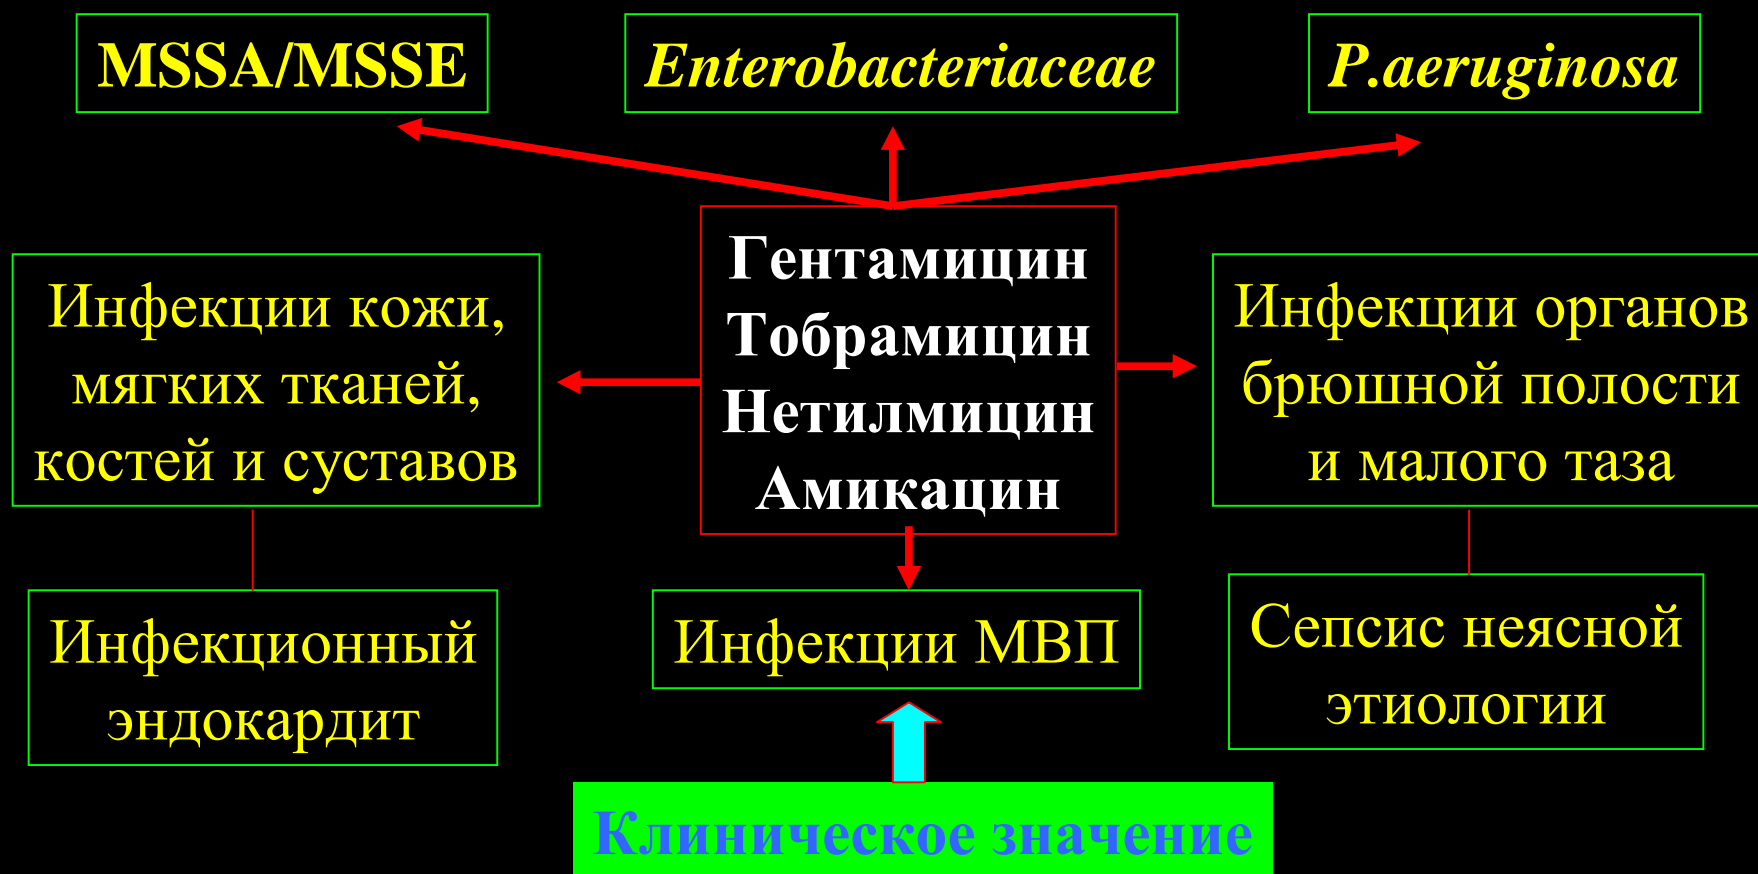 MSSA/MSSE
Enterobacteriaceae
P.aeruginosa
Гентамицин
Тобрамицин
Нетилмицин
Амикацин
Инфекции кожи,
мягких тканей,
костей и суставов
Инфекции органов
брюшной полости
и малого таза
Инфекционный
эндокардит
Инфекции МВП
Сепсис неясной
этиологии
Клиническое значение